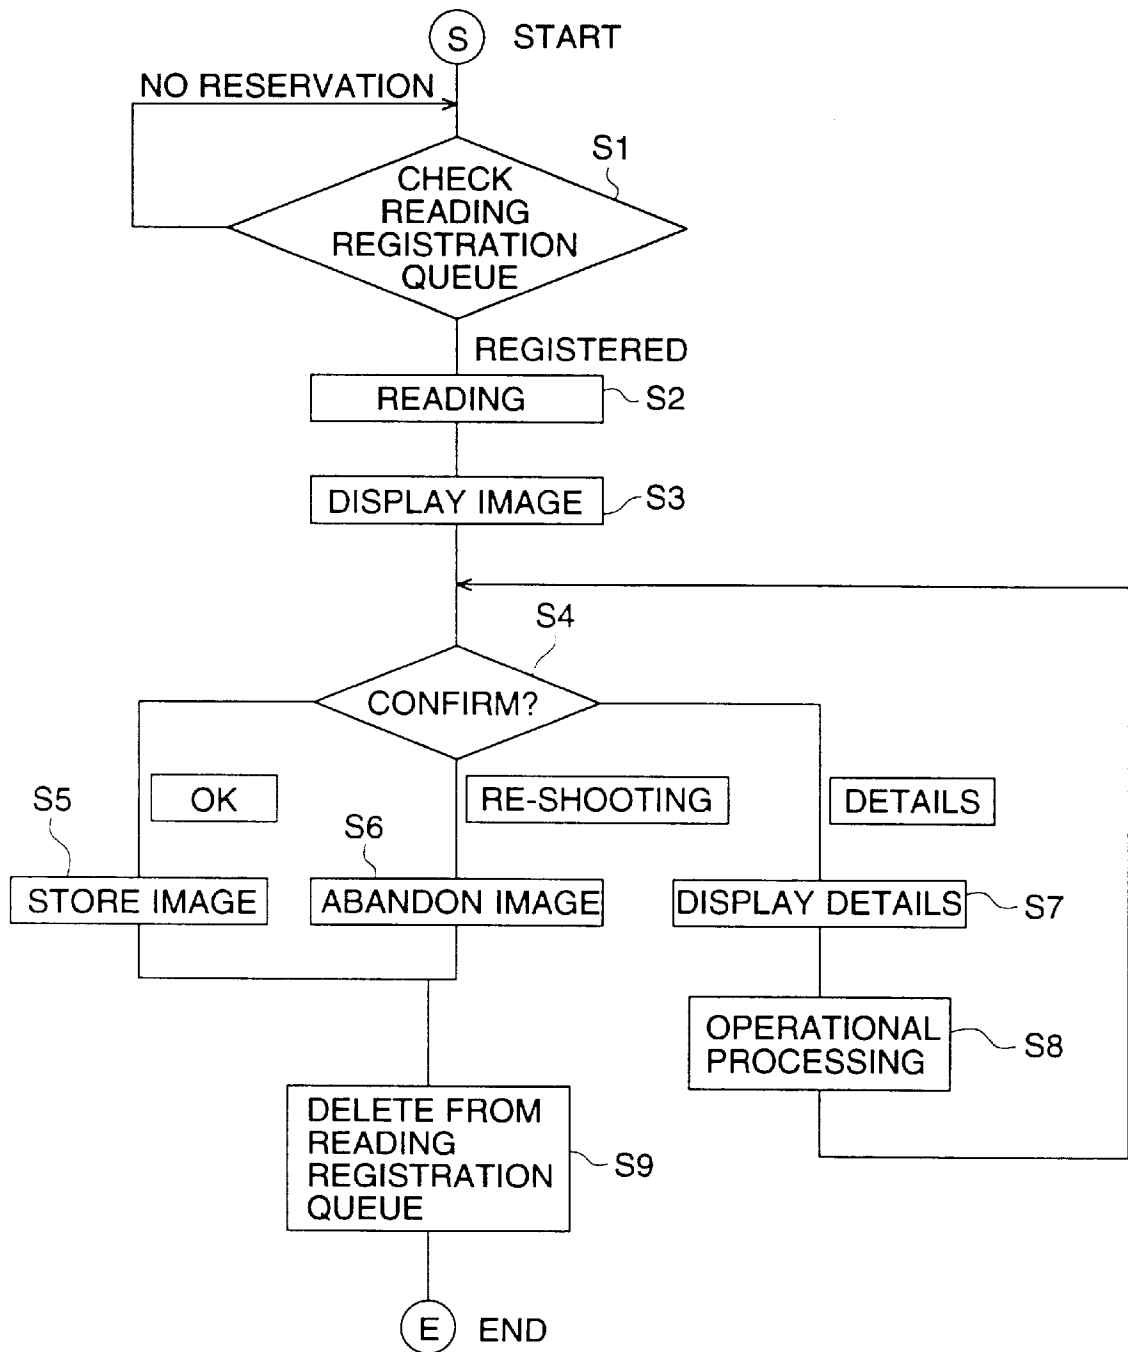 S START
NO RESERVATION
S1
CHECK
READING
REGISTRATION
QUEUE
REGISTERED
READING S2
DISPLAY IMAGE S3
S4
CONFIRM?
OK
RE-SHOOTING
DETAILS
S5
S6
STORE IMAGE
ABANDON IMAGE
DISPLAY DETAILS S7
OPERATIONAL
PROCESSING
S8
DELETE FROM
READING
REGISTRATION
QUEUE
S9
E END